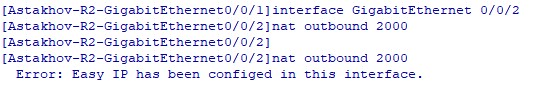 [Astakhov-R2-GigabitEthernet0/0/1]interface GigabitEthernet 0/0/2
[Astakhov-R2-GigabitEthernet0/0/2]nat outbound 2000
[Astakhov-R2-GigabitEthernet0/0/2]
[Astakhov-R2-GigabitEthernet0/0/2]nat outbound 2000
  Error: Easy IP has been configed in this interface.